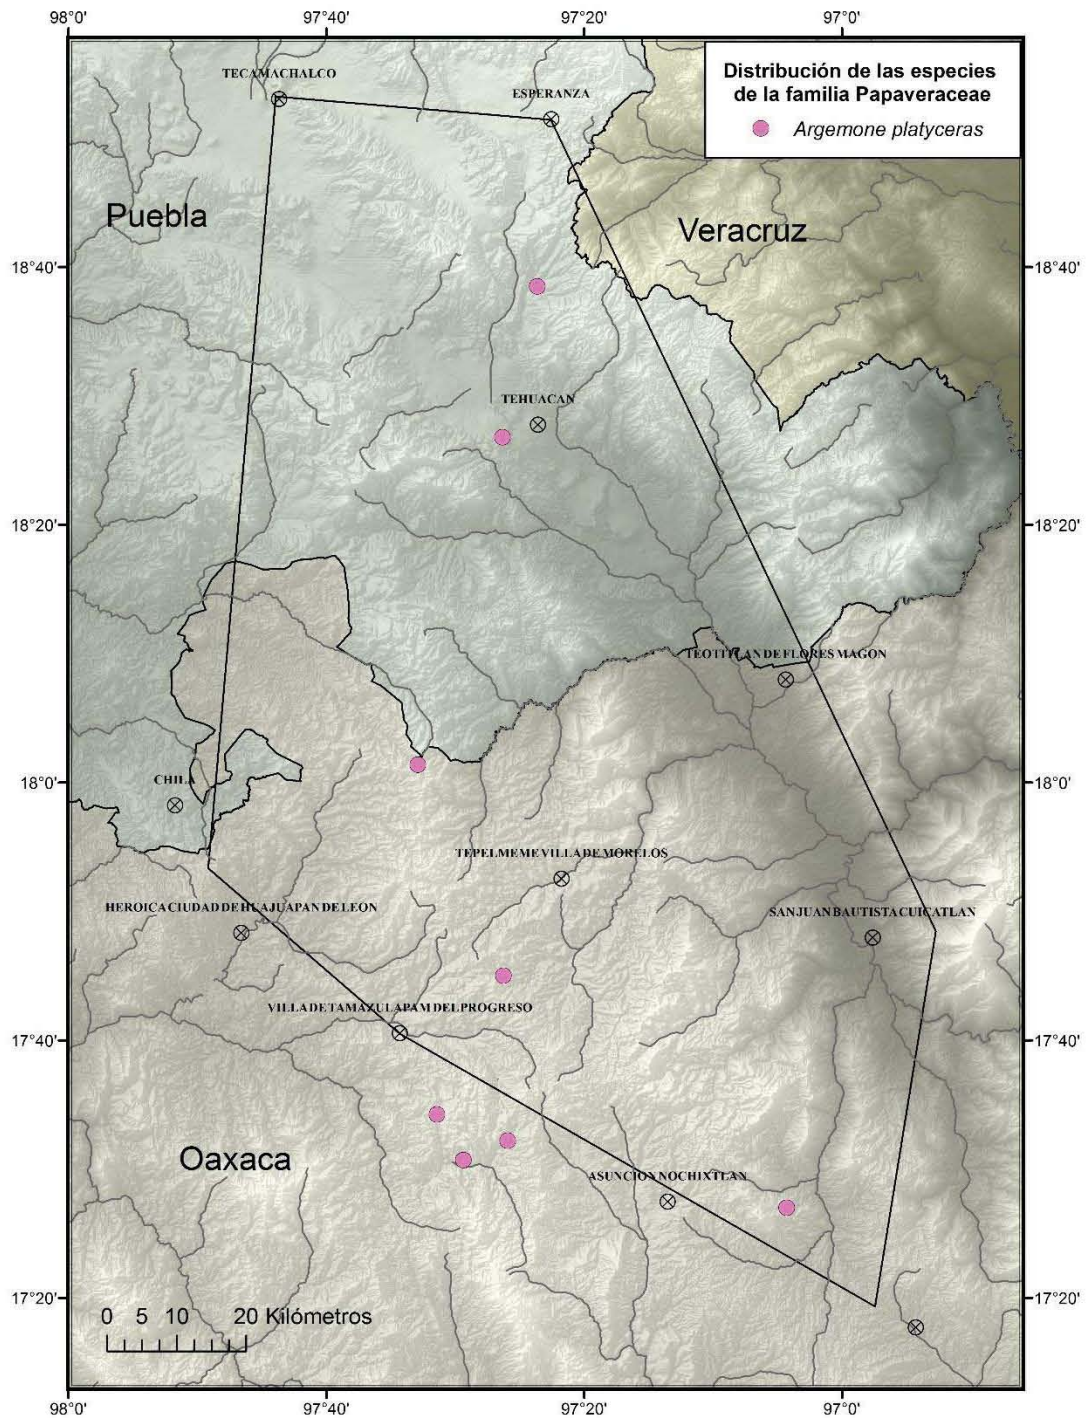 98°0'
97°40'
97°20'
97°0'
Distribución de las especies
de la familia Papaveraceae
Argemone platyceras
TECAMACHALCO
ESPERANZA
Puebla
Veracruz
18°40'
18°40'
TEHUACAN
18°20'
18°20'
TEOTITLAN DE FLORES MAGON
CHILA
18°0'
18°0'
TEPELMEME VILLA DE MORELOS
HEROICA CIUDAD DE HUAJUAPAN DE LEON
SAN JUAN BAUTISTA CUICATLAN
VILLA DE TAMAZULAPAM DEL PROGRESO
17°40'
17°40'
Oaxaca
ASUNCION NOCHIXTLAN
17°20'
17°20'
0 5 10 20 Kilómetros
98°0'
97°40'
97°20'
97°0'